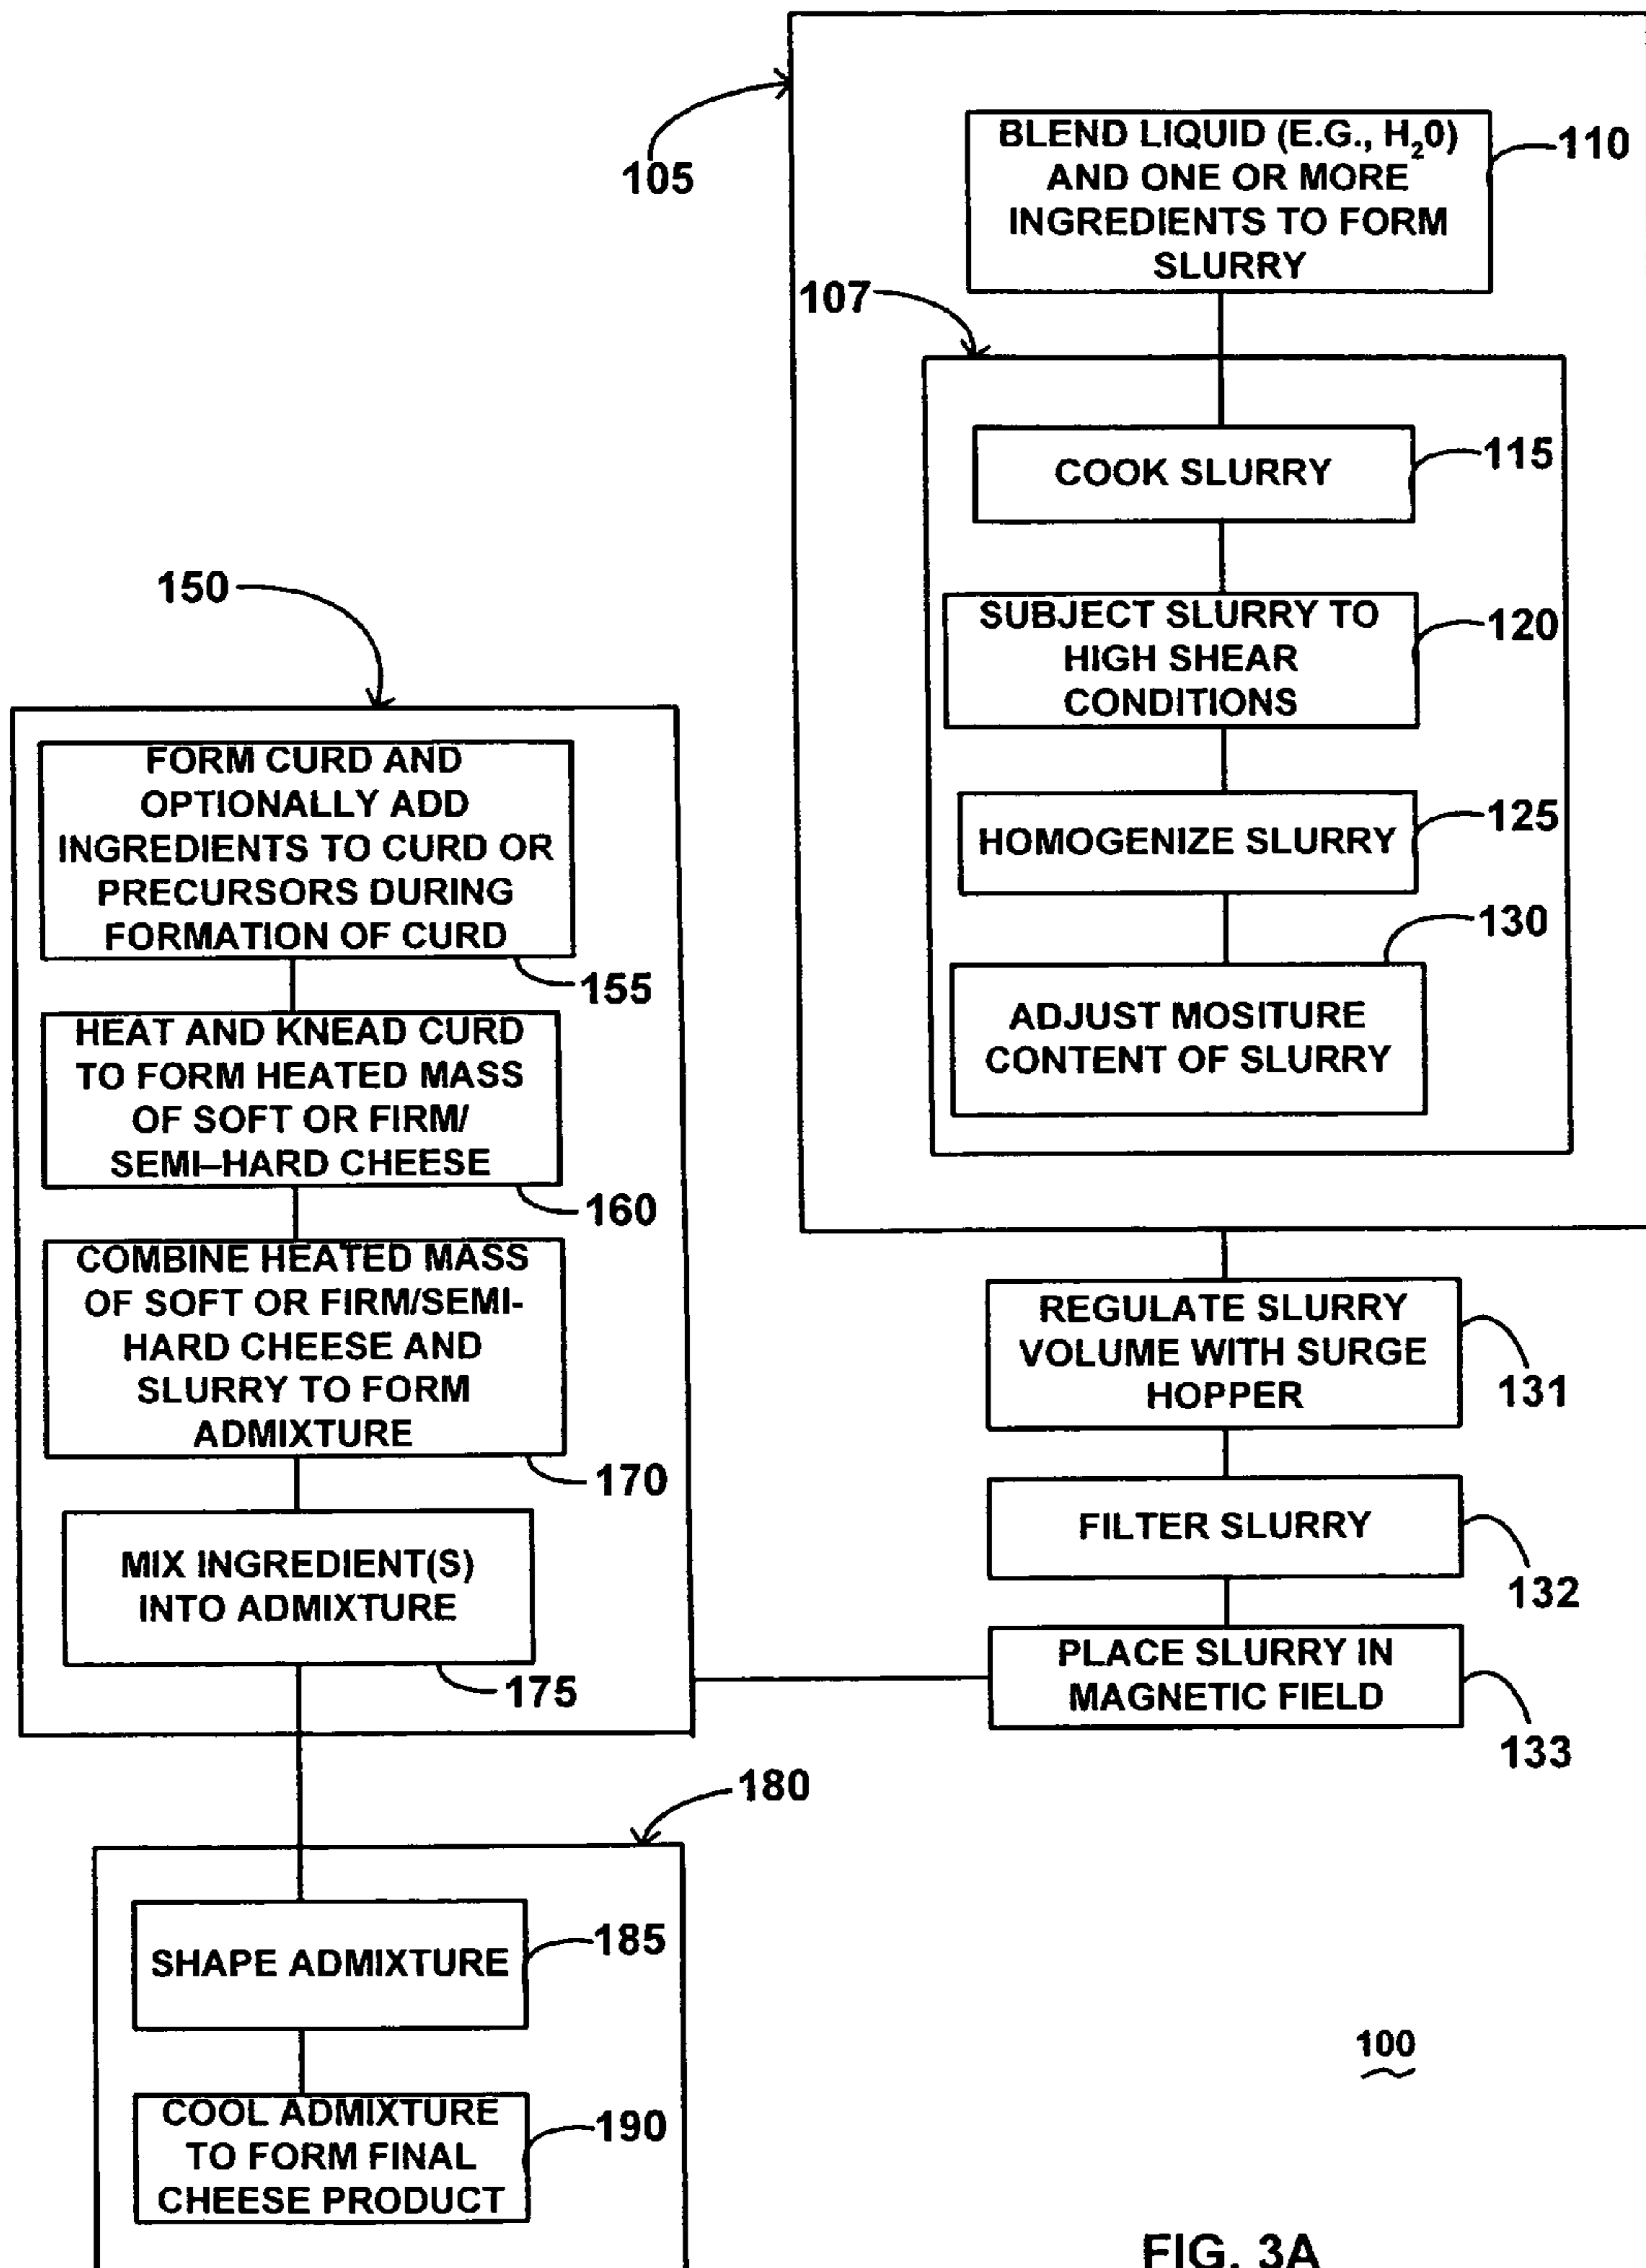 105
BLEND LIQUID (E.G., H₂0)
AND ONE OR MORE
INGREDIENTS TO FORM
SLURRY
110
107
COOK SLURRY
115
SUBJECT SLURRY TO
HIGH SHEAR
CONDITIONS
120
HOMOGENIZE SLURRY
125
130
ADJUST MOSITURE
CONTENT OF SLURRY
REGULATE SLURRY
VOLUME WITH SURGE
HOPPER
131
FILTER SLURRY
132
PLACE SLURRY IN
MAGNETIC FIELD
133
150
FORM CURD AND
OPTIONALLY ADD
INGREDIENTS TO CURD OR
PRECURSORS DURING
FORMATION OF CURD
155
HEAT AND KNEAD CURD
TO FORM HEATED MASS
OF SOFT OR FIRM/
SEMI–HARD CHEESE
160
COMBINE HEATED MASS
OF SOFT OR FIRM/SEMI-
HARD CHEESE AND
SLURRY TO FORM
ADMIXTURE
170
MIX INGREDIENT(S)
INTO ADMIXTURE
175
180
SHAPE ADMIXTURE
185
COOL ADMIXTURE
TO FORM FINAL
CHEESE PRODUCT
190
100
FIG. 3A